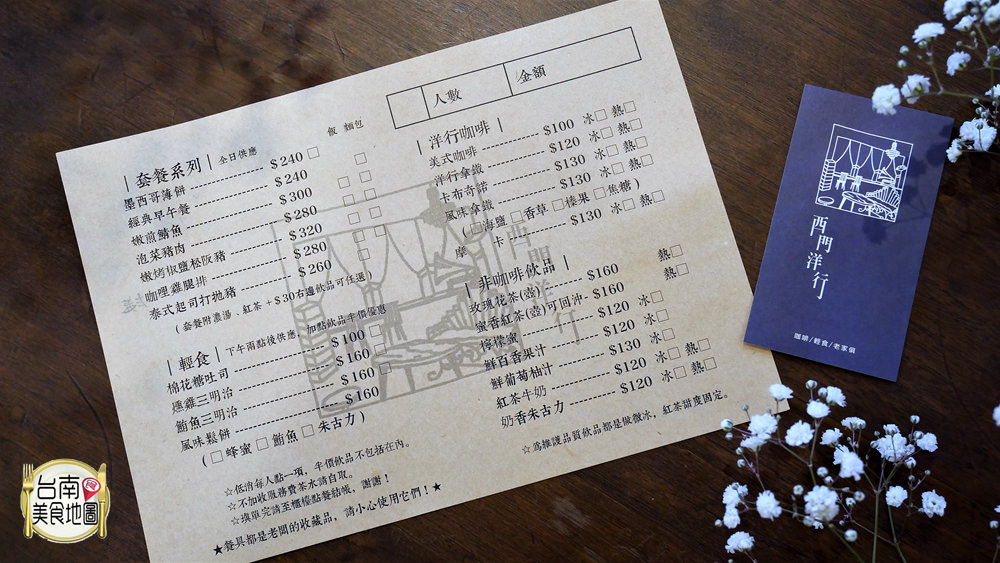 人數 金額
飯 麵包
套餐系列 全日供應
墨西哥薄餅 $240 □
經典早午餐 $240 □
嫩煎鯖魚 $300 □ □
泡菜豬肉 $280 □ □
嫩烤椒鹽松阪豬 $320 □ □
咖哩雞腿排 $280 □
泰式起司打拋豬 $260 □
(套餐附濃湯、紅茶 +$30右邊飲品可任選)
輕食 下午兩點後供應,加點飲品半價優惠
棉花糖吐司 $100 □
燻雞三明治 $160 □
鮪魚三明治 $160 □
風味鬆餅 $160
(□蜂蜜 □鮪魚 □朱古力)
☆低消每人點一項,半價飲品不包括在內。
☆不加收服務費茶水請自取。
☆填單完請至櫃檯點餐結帳,謝謝!
★餐具都是老闆的收藏品,請小心使用它們!★
洋行咖啡
美式咖啡 $100 冰□ 熱□
洋行拿鐵 $120 冰□ 熱□
卡布奇諾 $130 冰□ 熱□
風味拿鐵 $130 冰□ 熱□
(□海鹽 □香草 □榛果 □焦糖)
摩卡 $130 冰□ 熱□
非咖啡飲品
玫瑰花茶(壺) $160 熱□
蜜香紅茶(壺)可回沖 $160 熱□
檸檬蜜 $120 冰□
鮮百香果汁 $120 冰□
鮮葡萄柚汁 $130 冰□
紅茶牛奶 $120 冰□ 熱□
奶香朱古力 $120 冰□ 熱□
☆為維護品質飲品都是做微冰,紅茶甜度固定。
西門洋行
西門洋行
咖啡/輕食/老家俱
台南
美食地圖